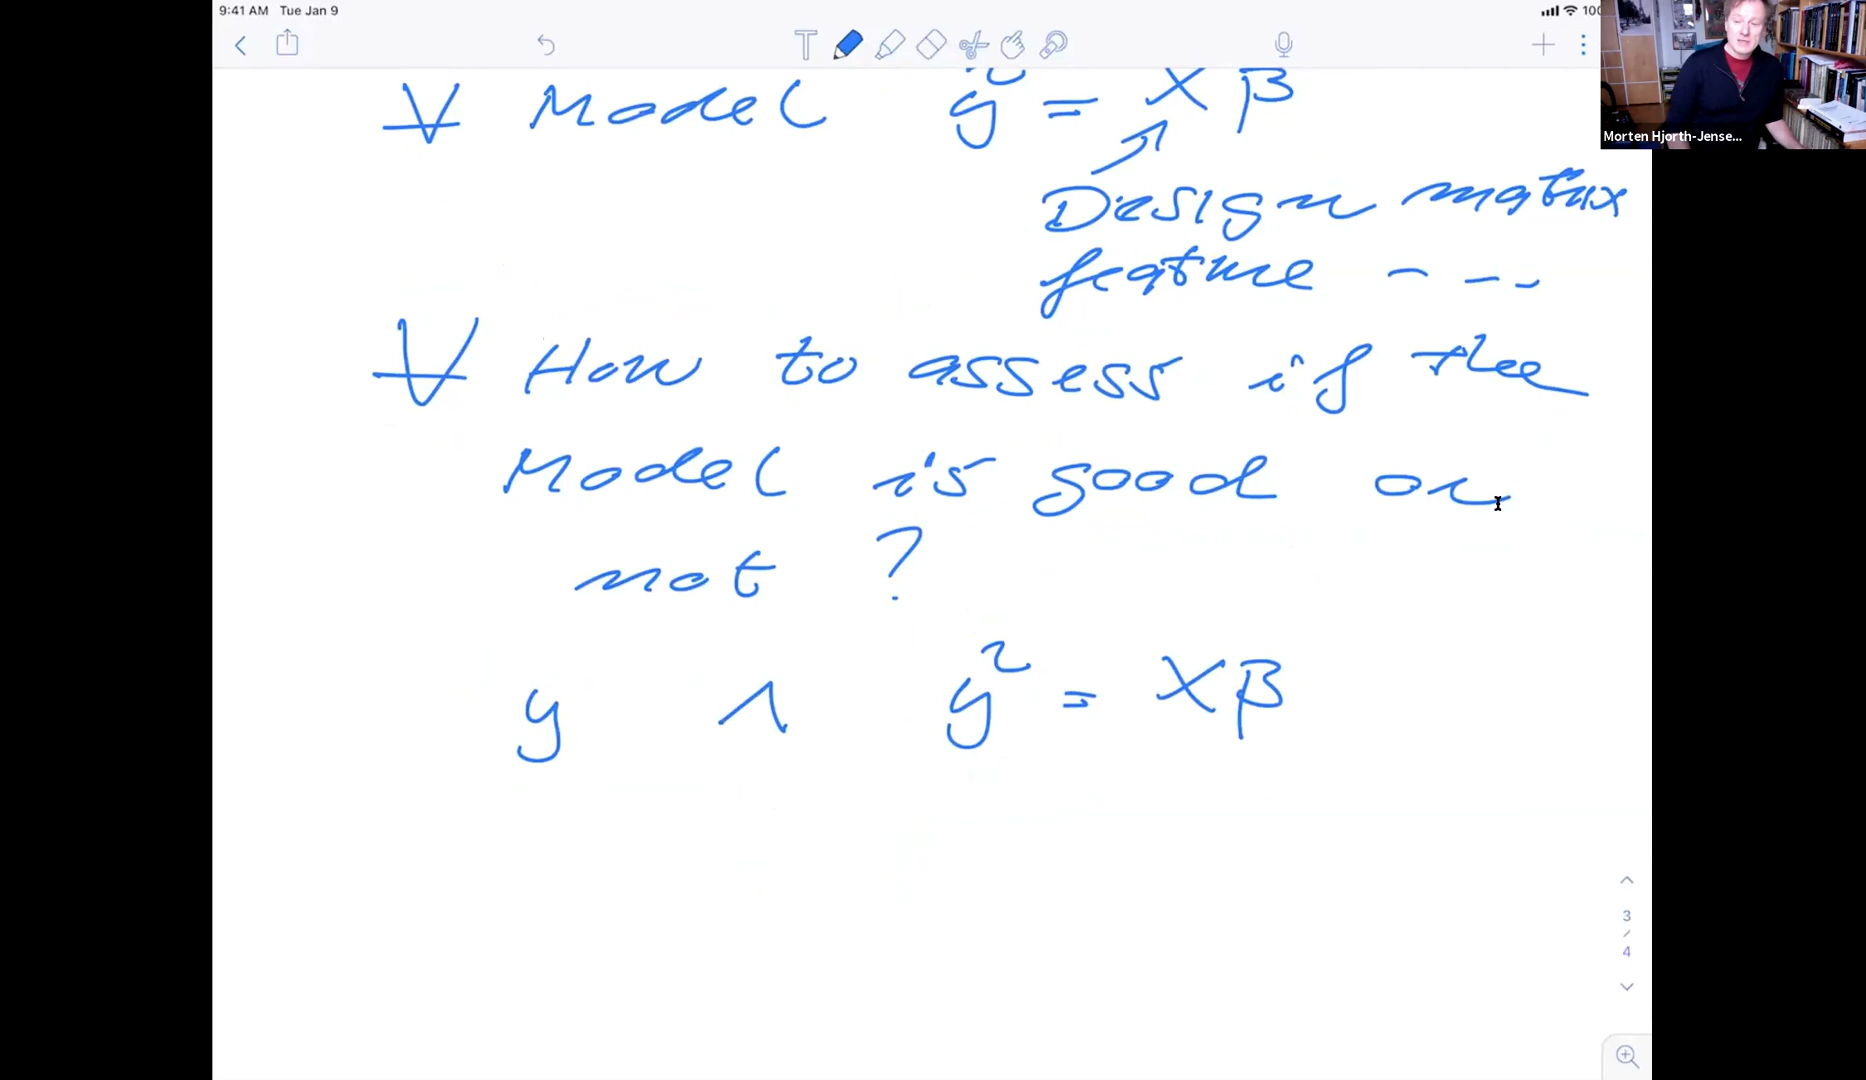 9:41 AM Tue Jan 9
100
Morten Hjorth-Jense...
∀ Model ỹ = Xβ
Design matrix
feature - - -
∀ How to assess if the
Model is good or
not ?
y ∧ ỹ = Xβ
3
/
4